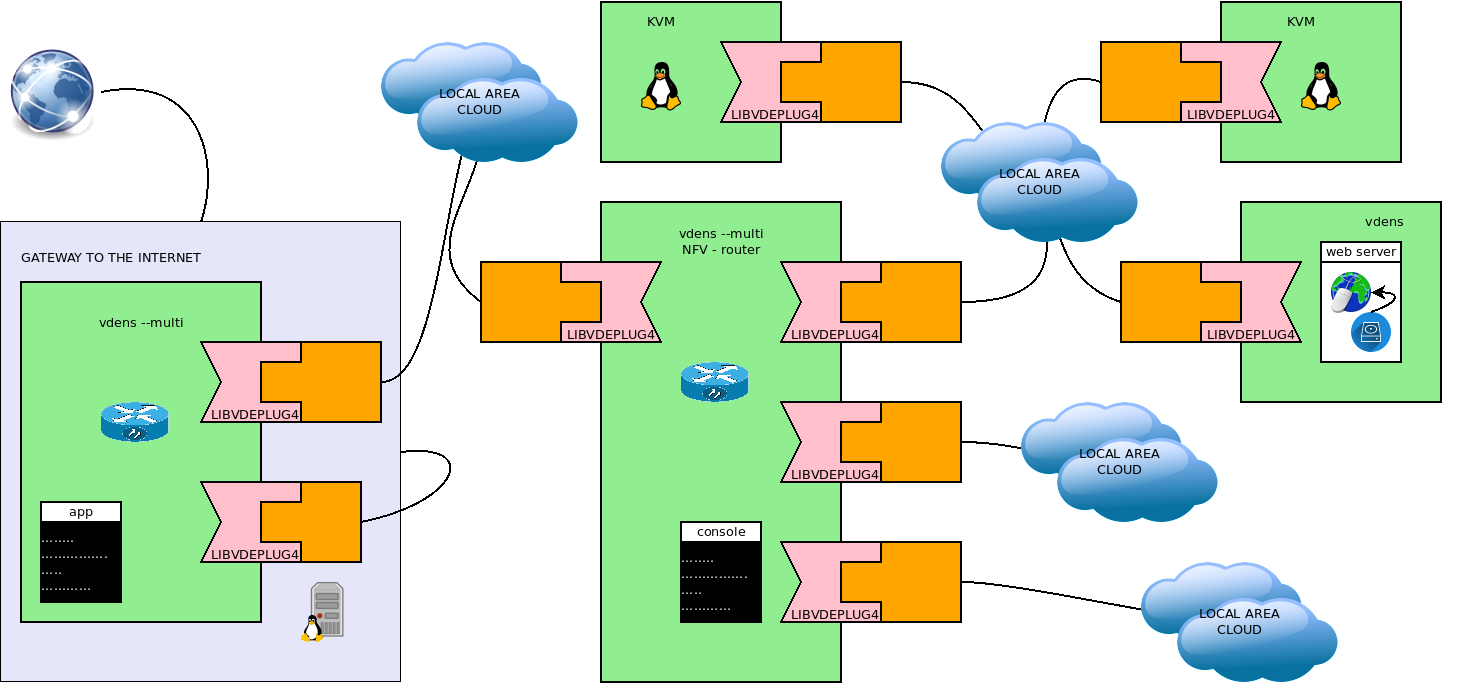 KVM
KVM
LOCAL AREA
CLOUD
LIBVDEPLUG4
LIBVDEPLUG4
LOCAL AREA
CLOUD
vdens --multi
NFV - router
vdens
web server
GATEWAY TO THE INTERNET
vdens --multi
LIBVDEPLUG4
LIBVDEPLUG4
LIBVDEPLUG4
LIBVDEPLUG4
LOCAL AREA
CLOUD
LIBVDEPLUG4
app
........
...............
.....
............
LIBVDEPLUG4
console
........
...............
.....
............
LIBVDEPLUG4
LOCAL AREA
CLOUD